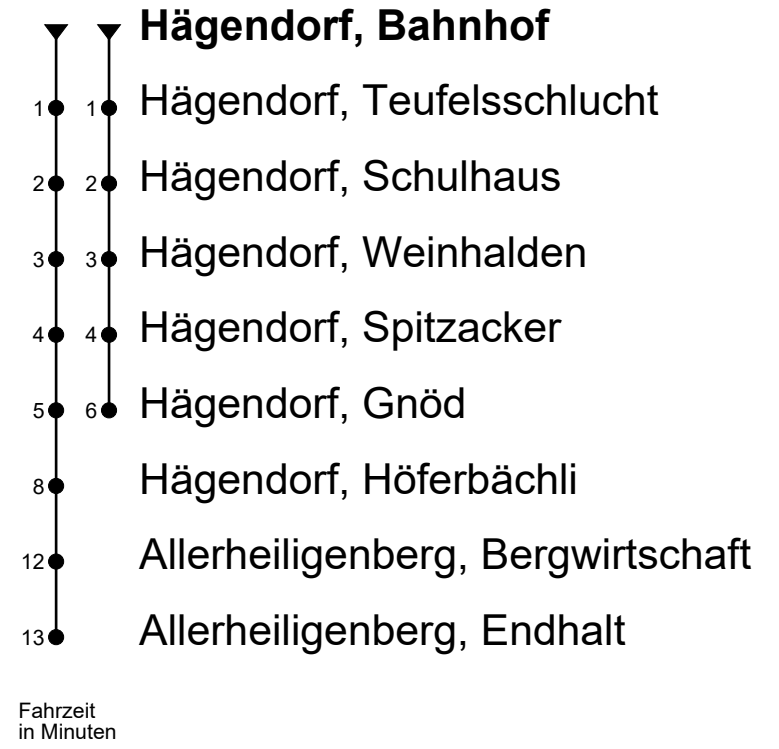 Hägendorf, Bahnhof
1 1 Hägendorf, Teufelsschlucht
2 2 Hägendorf, Schulhaus
3 3 Hägendorf, Weinhalden
4 4 Hägendorf, Spitzacker
5 6 Hägendorf, Gnöd
8 Hägendorf, Höferbächli
12 Allerheiligenberg, Bergwirtschaft
13 Allerheiligenberg, Endhalt
Fahrzeit
in Minuten